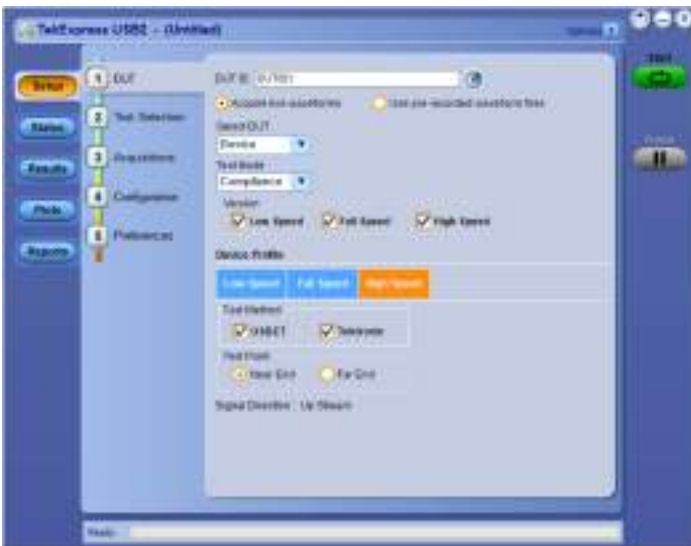 TekExpress USB2 - (Untitled)
Options
Start
Setup
Status
Results
Plots
Reports
Pause
1 DUT
2 Test Selection
3 Acquisitions
4 Configuration
5 Preferences
DUT ID DUT001
Acquire live waveforms
Use pre-recorded waveform files
Select DUT
Device
Test Mode
Compliance
Version
Low Speed
Full Speed
High Speed
Device Profile
Low Speed
Full Speed
High Speed
Test Method
USBET
Tektronix
Test Point
Near End
Far End
Signal Direction : Up Stream
Ready